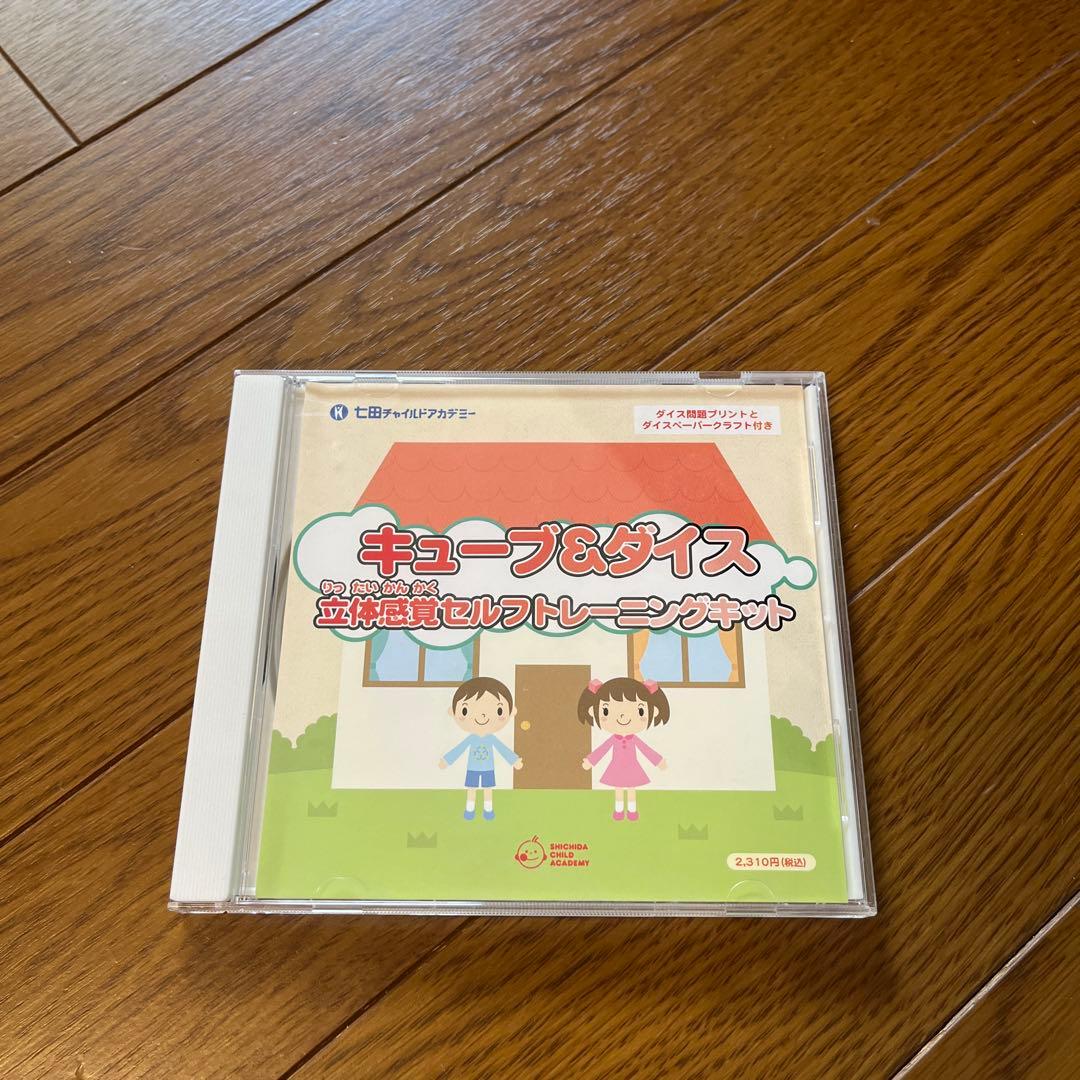 七田チャイルドアカデミー
ダイス問題プリントと
ダイスペーパークラフト付き
キューブ&ダイス
りっ たい かん かく
立体感覚セルフトレーニングキット
SHICHIDA
CHILD
ACADEMY
2,310円(税込)